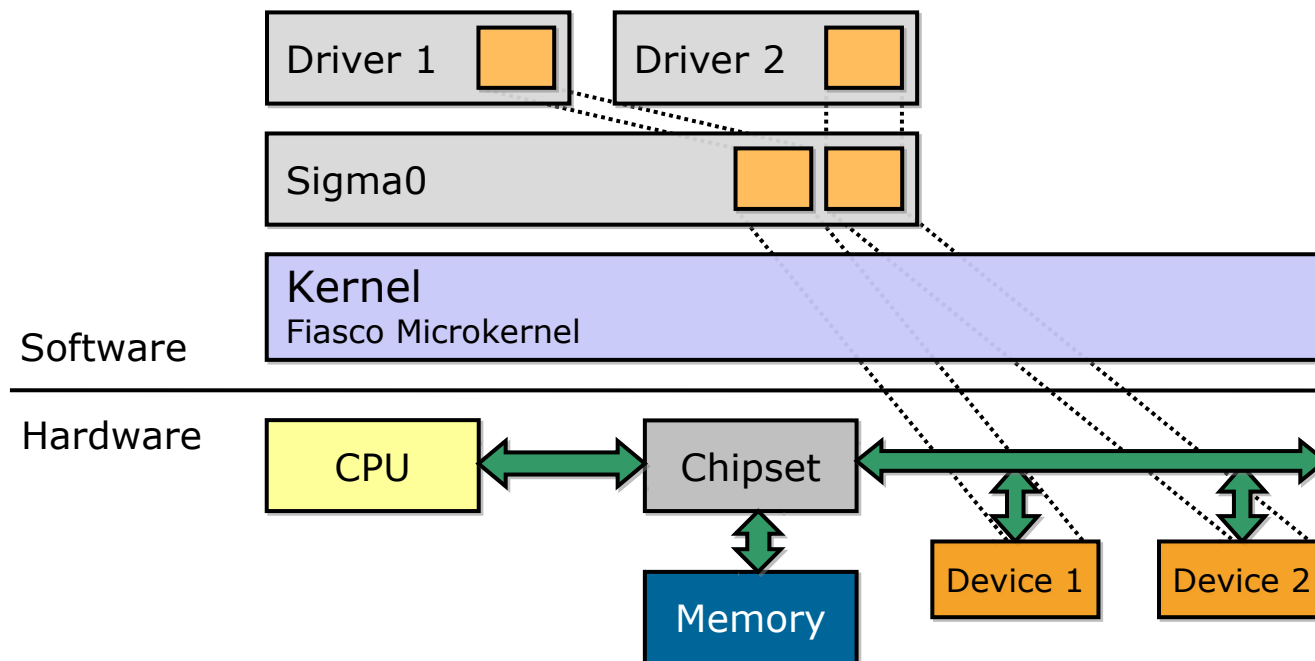 Driver 1
Driver 2
Sigma0
Kernel
Fiasco Microkernel
Software
Hardware
CPU
Chipset
Device 1
Device 2
Memory